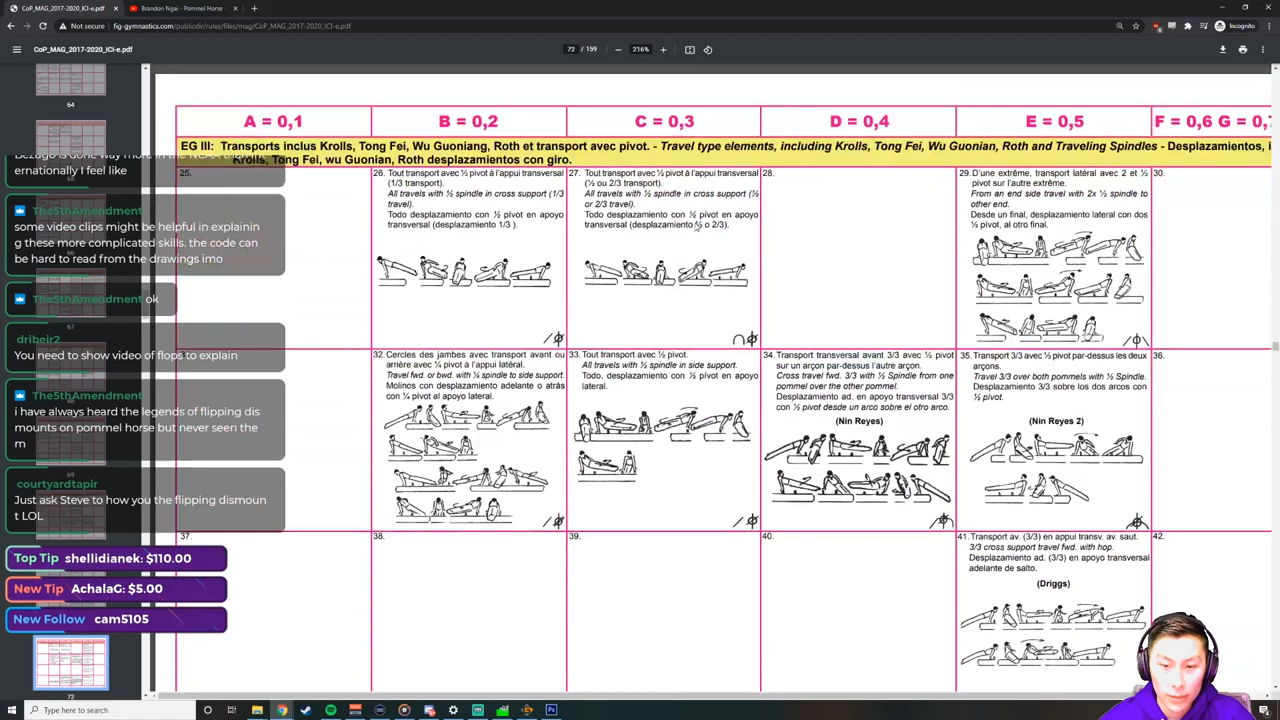 CoP_MAG_2017-2020_ICI-e.pdf
Brandon Ngai - Pommel Horse -
Not secure
fig-gymnastics.com/publicdir/rules/files/mag/CoP_MAG_2017-2020_ICI-e.pdf
Incognito
CoP_MAG_2017-2020_ICI-e.pdf
72 / 159
216%
64
67
69
72
ernationally I feel like
The5thAmendment some video clips might be helpful in explainin
g these more complicated skills. the code can
be hard to read from the drawings imo
The5thAmendment ok
dribeir2
You need to show video of flops to explain
The5thAmendment
i have always heard the legends of flipping dis
mounts on pommel horse but never seen the
m
courtyardtapir
Just ask Steve to how you the flipping dismoun
t LOL
Top Tip shellidianek: $110.00
New Tip AchalaG: $5.00
New Follow cam5105
A = 0,1
B = 0,2
C = 0,3
D = 0,4
E = 0,5
F = 0,6 G = 0,7
EG III: Transports inclus Krolls, Tong Fei, Wu Guoniang, Roth et transport avec pivot. - Travel type elements, including Krolls, Tong Fei, Wu Guonian, Roth and Traveling Spindles - Desplazamientos, i
Krolls, Tong Fei, wu Guonian, Roth desplazamientos con giro.
25.
26. Tout transport avec ½ pivot à l'appui transversal
(1/3 transport).
All travels with ½ spindle in cross support (1/3
travel).
Todo desplazamiento con ½ pivot en apoyo
transversal (desplazamiento 1/3 ).
27. Tout transport avec ½ pivot à l'appui transversal
(½ ou 2/3 transport).
All travels with ½ spindle in cross support (½
or 2/3 travel).
Todo desplazamiento con ½ pivot en apoyo
transversal (desplazamiento ½ o 2/3).
28.
29. D'une extrême, transport latéral avec 2 et ½
pivot sur l'autre extrême.
From an end side travel with 2x ½ spindle to
other end.
Desde un final, desplazamiento lateral con dos
½ pivot, al otro final.
30.
32. Cercles des jambes avec transport avant ou
arrière avec ¼ pivot à l'appui latéral.
Travel fwd. or bwd. with ¼ spindle to side support.
Molinos con desplazamiento adelante o atrás
con ¼ pivot al apoyo lateral.
33. Tout transport avec ½ pivot.
All travels with ½ spindle in side support.
Todo, desplazamiento con ½ pivot en apoyo
lateral.
34. Transport transversal avant 3/3 avec ½ pivot
sur un arçon par-dessus l'autre arçon.
Cross travel fwd. 3/3 with ½ Spindle from one
pommel over the other pommel.
Desplazamiento ad. en apoyo transversal 3/3
con ½ pivot desde un arco sobre el otro arco.
(Nin Reyes)
35. Transport 3/3 avec ½ pivot par-dessus les deux
arçons.
Travel 3/3 over both pommels with ½ Spindle.
Desplazamiento 3/3 sobre los dos arcos con
½ pivot.
(Nin Reyes 2)
36.
37.
38.
39.
40.
41. Transport av. (3/3) en appui transv. av. saut.
3/3 cross support travel fwd. with hop.
Desplazamiento ad. (3/3) en apoyo transversal
adelante de salto.
(Driggs)
42.
Type here to search